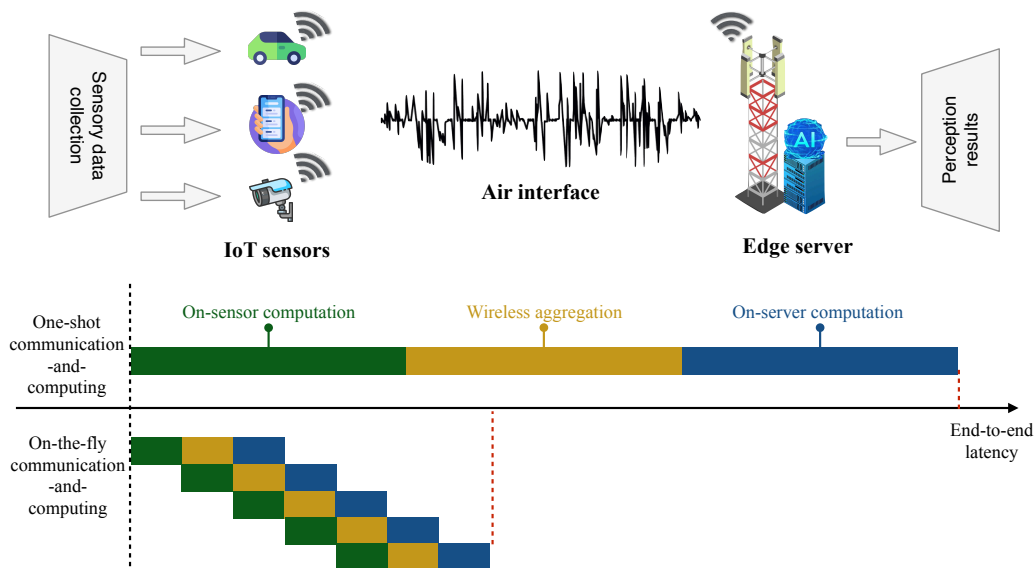 Sensory data
collection
IoT sensors
Air interface
AI
Edge server
Perception
results
One-shot
communication
-and-
computing
On-sensor computation
Wireless aggregation
On-server computation
End-to-end
latency
On-the-fly
communication
-and-
computing